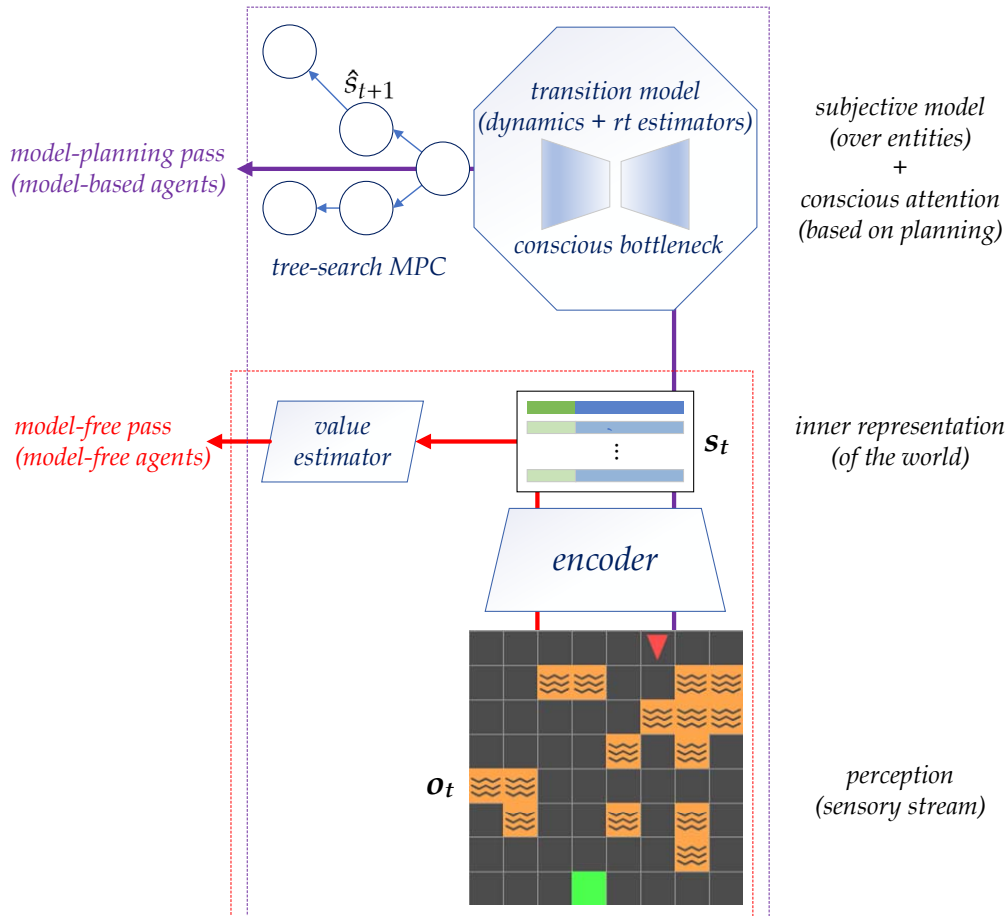 ŝt+1
transition model
(dynamics + rt estimators)
conscious bottleneck
tree-search MPC
model-planning pass
(model-based agents)
subjective model
(over entities)
+
conscious attention
(based on planning)
model-free pass
(model-free agents)
value
estimator
⋮
st
inner representation
(of the world)
encoder
ot
perception
(sensory stream)